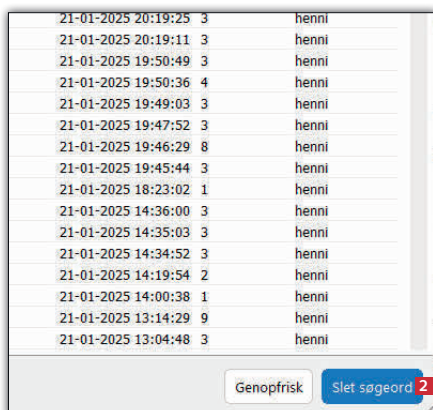 21-01-2025 20:19:25 3 henni
21-01-2025 20:19:11 3 henni
21-01-2025 19:50:49 3 henni
21-01-2025 19:50:36 4 henni
21-01-2025 19:49:03 3 henni
21-01-2025 19:47:52 3 henni
21-01-2025 19:46:29 8 henni
21-01-2025 19:45:44 3 henni
21-01-2025 18:23:02 1 henni
21-01-2025 14:36:00 3 henni
21-01-2025 14:35:03 3 henni
21-01-2025 14:34:52 3 henni
21-01-2025 14:19:54 2 henni
21-01-2025 14:00:38 1 henni
21-01-2025 13:14:29 9 henni
21-01-2025 13:04:48 3 henni
Genopfrisk Slet søgeord 2